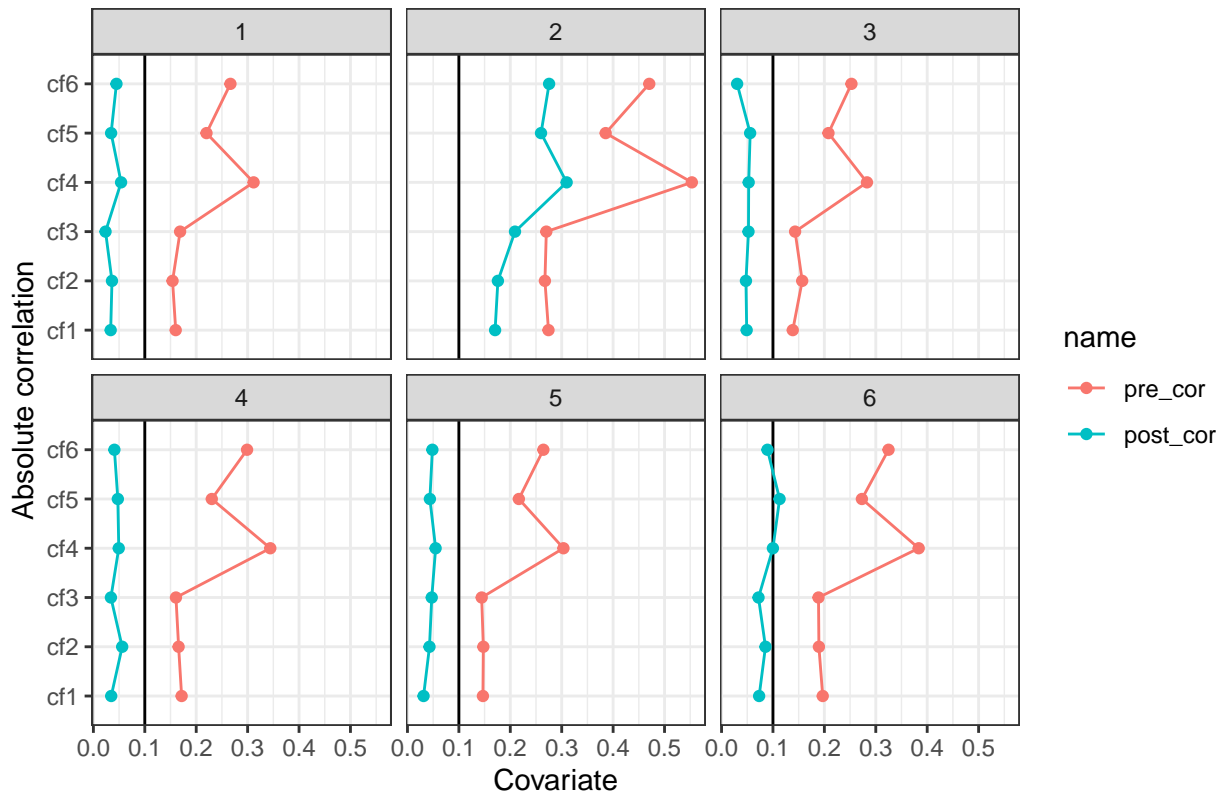 1 2 3
cf6
cf5
cf4
cf3
cf2
cf1
4 5 6
cf6
cf5
cf4
cf3
cf2
cf1
0.0 0.1 0.2 0.3 0.4 0.5 0.0 0.1 0.2 0.3 0.4 0.5 0.0 0.1 0.2 0.3 0.4 0.5
Covariate
Absolute correlation
name
pre_cor
post_cor